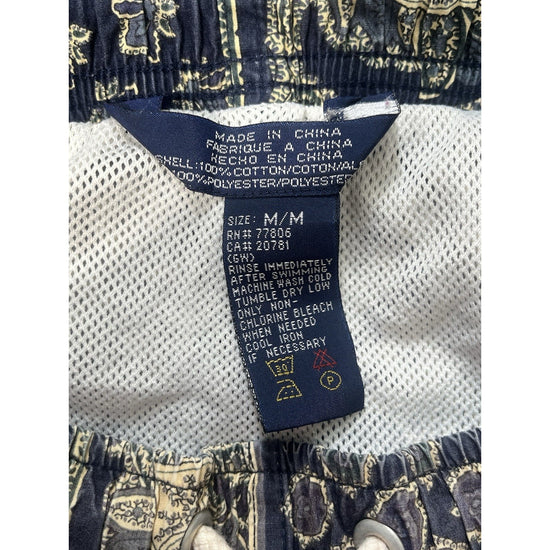 MADE IN CHINA
FABRIQUE A CHINA
HECHO EN CHINA
SHELL:100% COTTON/COTON/AL
00%POLYESTER/POLYESTER
SIZE: M/M
RN# 77806
CA# 20781
(GW)
RINSE IMMEDIATELY
AFTER SWIMMING
MACHINE WASH COLD
TUMBLE DRY LOW
ONLY NON-
CHLORINE BLEACH
WHEN NEEDED
COOL IRON
IF NECESSARY
30
P